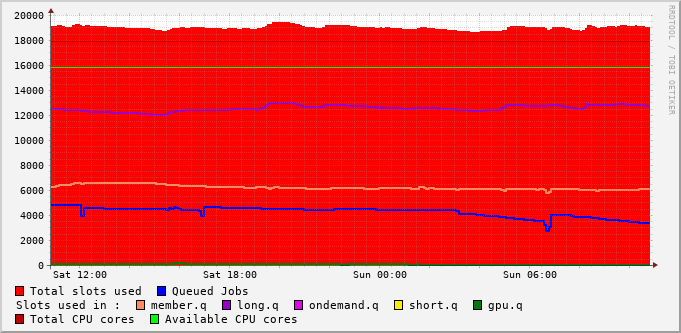 20000
18000
16000
14000
12000
10000
8000
6000
4000
2000
0
Sat 12:00 Sat 18:00 Sun 00:00 Sun 06:00
RRDTOOL / TOBI OETIKER
Total slots used Queued Jobs
Slots used in : member.q long.q ondemand.q short.q gpu.q
Total CPU cores Available CPU cores